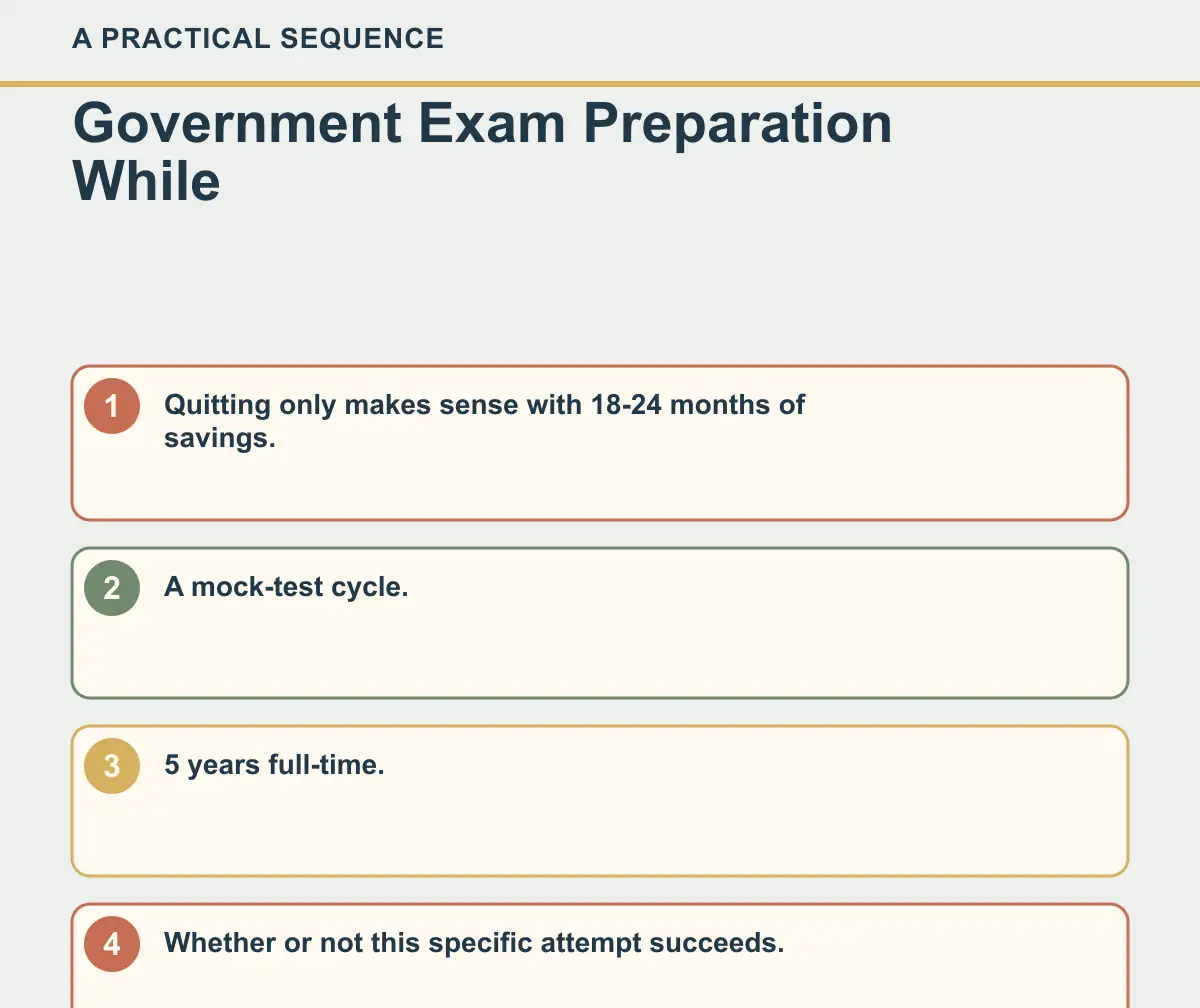 A PRACTICAL SEQUENCE
Government Exam Preparation
While
1
Quitting only makes sense with 18-24 months of
savings.
2
A mock-test cycle.
3
5 years full-time.
4
Whether or not this specific attempt succeeds.